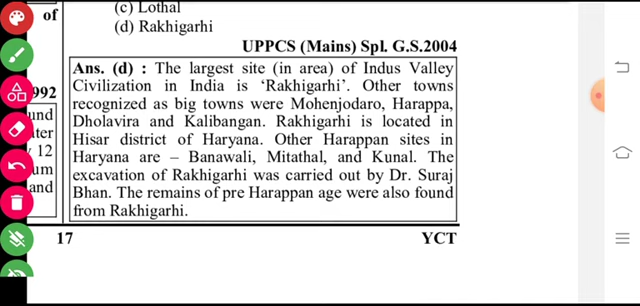 of
(c) Lothal
(d) Rakhigarhi
UPPCS (Mains) Spl. G.S.2004
992
und
ter
12
um
and
Ans. (d) : The largest site (in area) of Indus Valley
Civilization in India is ‘Rakhigarhi’. Other towns
recognized as big towns were Mohenjodaro, Harappa,
Dholavira and Kalibangan. Rakhigarhi is located in
Hisar district of Haryana. Other Harappan sites in
Haryana are – Banawali, Mitathal, and Kunal. The
excavation of Rakhigarhi was carried out by Dr. Suraj
Bhan. The remains of pre Harappan age were also found
from Rakhigarhi.
17
YCT